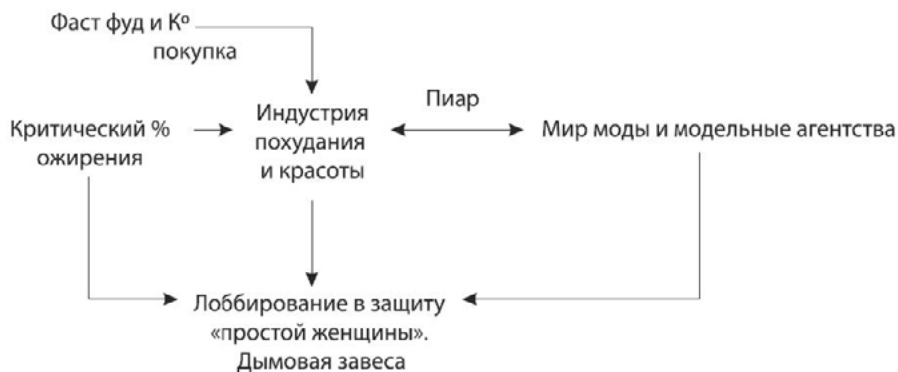 Фаст фуд и Кº
покупка
Пиар
Критический %
ожирения
Индустрия
похудания
и красоты
Мир моды и модельные агентства
Лоббирование в защиту
«простой женщины».
Дымовая завеса